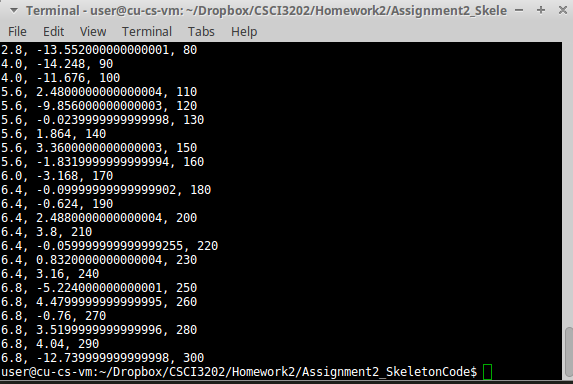 Terminal - user@cu-cs-vm: ~/Dropbox/CSCI3202/Homework2/Assignment2_Skele
File Edit View Terminal Tabs Help
2.8, -13.552000000000001, 80
4.0, -14.248, 90
4.0, -11.676, 100
5.6, 2.4800000000000004, 110
5.6, -9.856000000000003, 120
5.6, -0.0239999999999998, 130
5.6, 1.864, 140
5.6, 3.3600000000000003, 150
5.6, -1.8319999999999994, 160
6.0, -3.168, 170
6.4, -0.09999999999999902, 180
6.4, -0.624, 190
6.4, 2.4880000000000004, 200
6.4, 3.8, 210
6.4, -0.059999999999999255, 220
6.4, 0.8320000000000004, 230
6.4, 3.16, 240
6.8, -5.224000000000001, 250
6.8, 4.4799999999999995, 260
6.8, -0.76, 270
6.8, 3.5199999999999996, 280
6.8, 4.04, 290
6.8, -12.739999999999998, 300
user@cu-cs-vm:~/Dropbox/CSCI3202/Homework2/Assignment2_SkeletonCode$